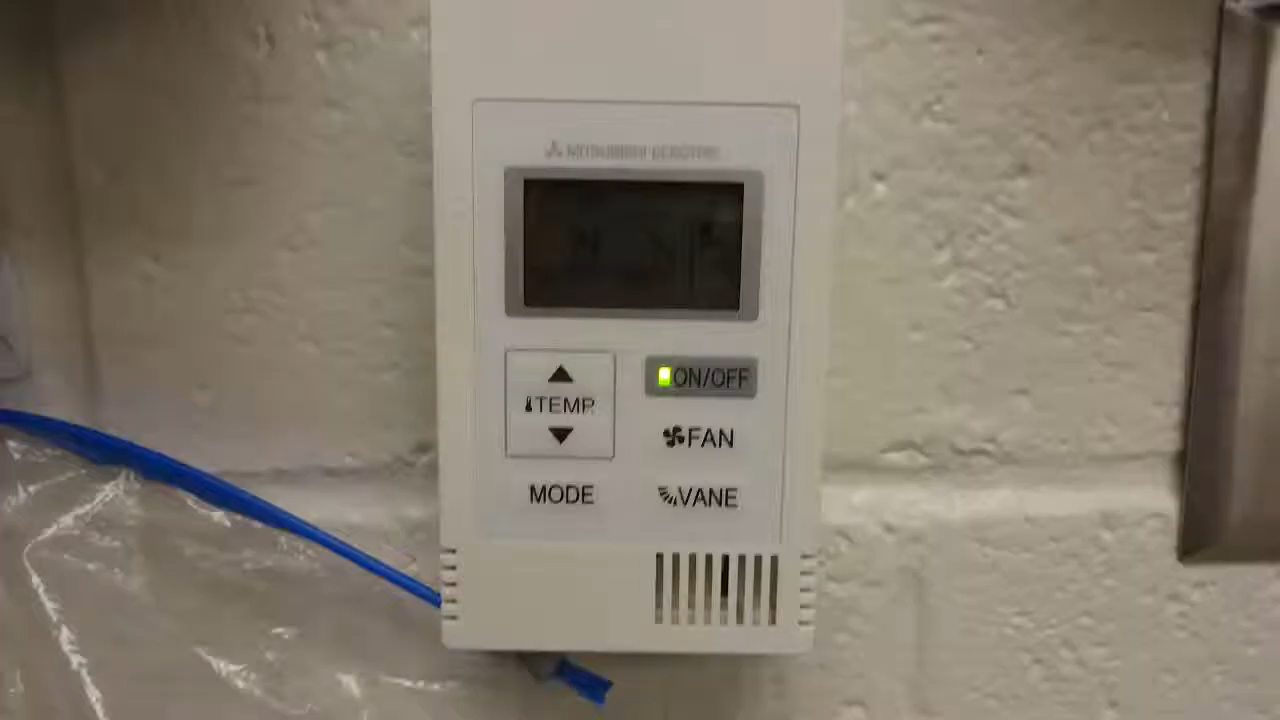 MITSUBISHI ELECTRIC
TEMP.
ON/OFF
FAN
MODE
VANE